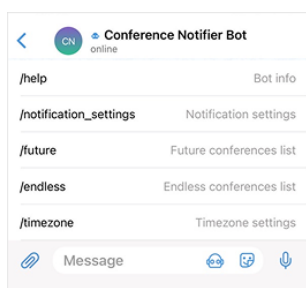 CN
Conference Notifier Bot
online
/help Bot info
/notification_settings Notification settings
/future Future conferences list
/endless Endless conferences list
/timezone Timezone settings
Message